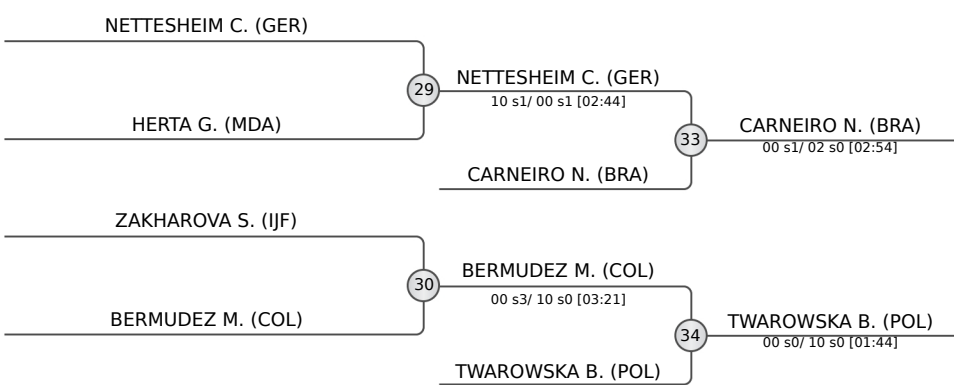 NETTESHEIM C. (GER)
29
NETTESHEIM C. (GER)
10 s1/ 00 s1 [02:44]
HERTA G. (MDA)
33
CARNEIRO N. (BRA)
00 s1/ 02 s0 [02:54]
CARNEIRO N. (BRA)
ZAKHAROVA S. (IJF)
30
BERMUDEZ M. (COL)
00 s3/ 10 s0 [03:21]
BERMUDEZ M. (COL)
34
TWAROWSKA B. (POL)
00 s0/ 10 s0 [01:44]
TWAROWSKA B. (POL)